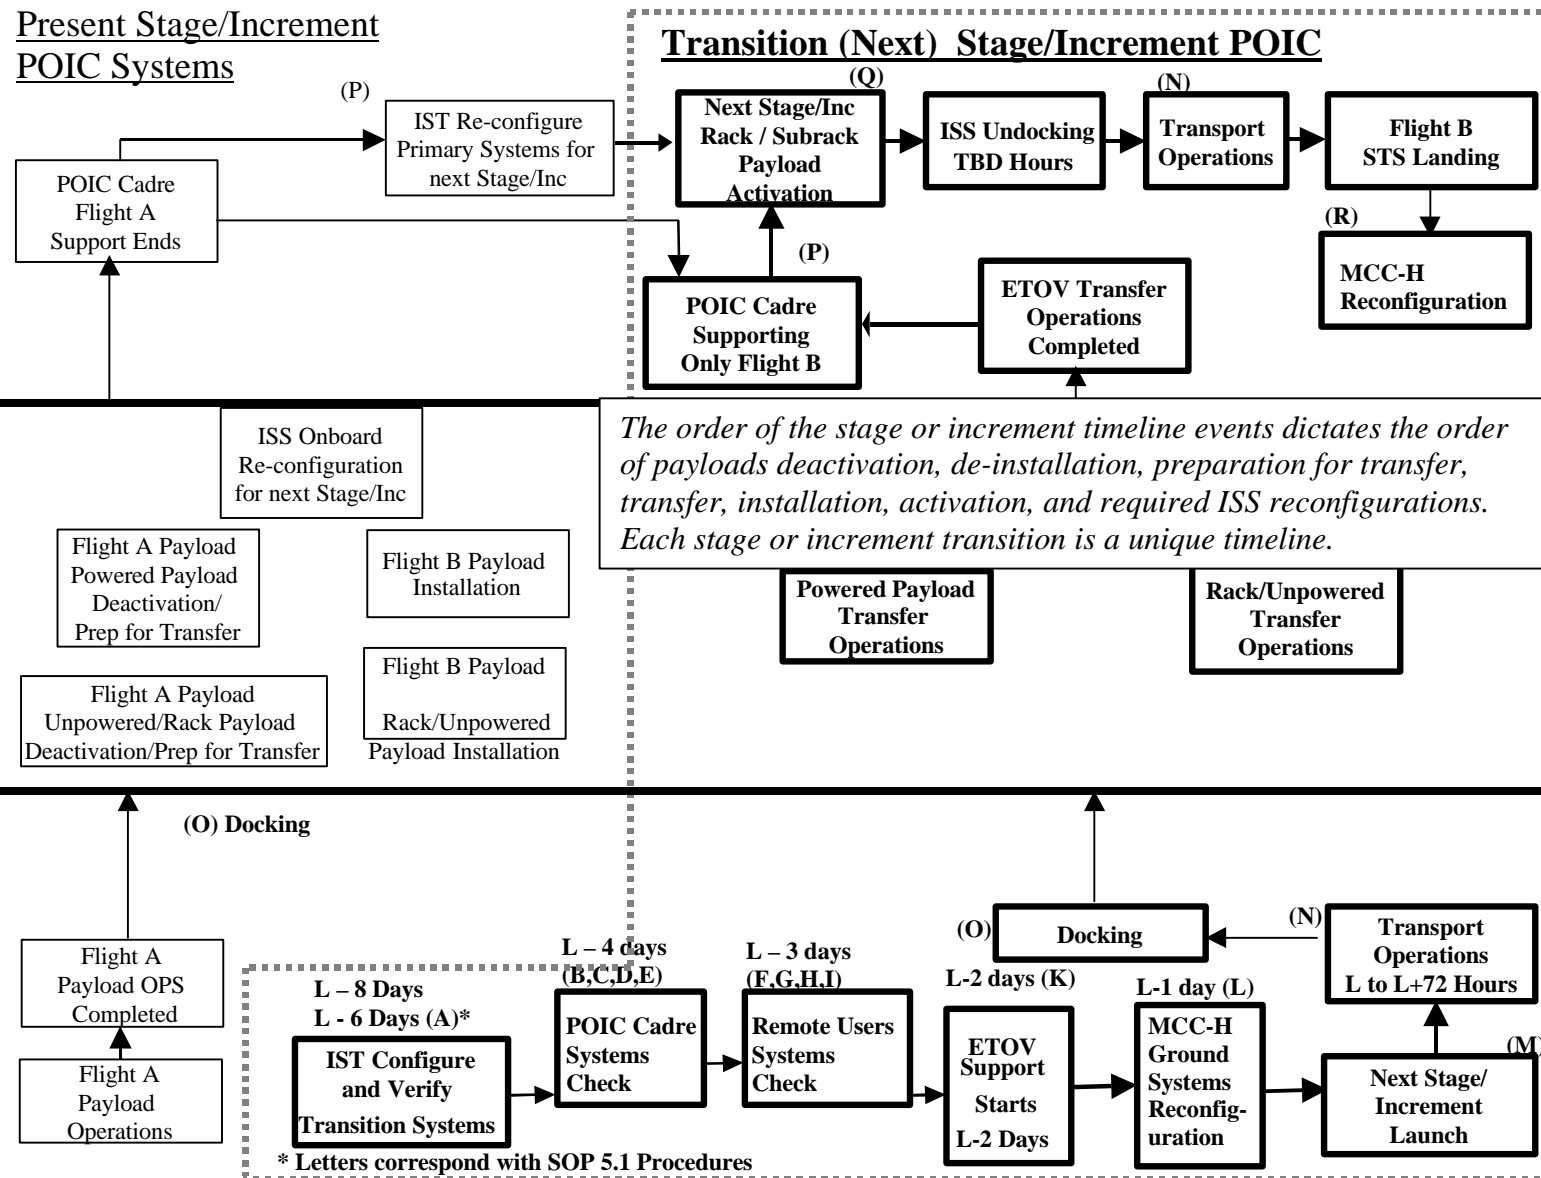 Present Stage/Increment
POIC Systems
Transition (Next) Stage/Increment POIC
(P)
IST Re-configure
Primary Systems for
next Stage/Inc
POIC Cadre
Flight A
Support Ends
(Q)
Next Stage/Inc
Rack / Subrack
Payload
Activation
ISS Undocking
TBD Hours
(N)
Transport
Operations
Flight B
STS Landing
(R)
MCC-H
Reconfiguration
(P)
POIC Cadre
Supporting
Only Flight B
ETOV Transfer
Operations
Completed
ISS Onboard
Re-configuration
for next Stage/Inc
The order of the stage or increment timeline events dictates the order
of payloads deactivation, de-installation, preparation for transfer,
transfer, installation, activation, and required ISS reconfigurations.
Each stage or increment transition is a unique timeline.
Flight A Payload
Powered Payload
Deactivation/
Prep for Transfer
Flight B Payload
Installation
Powered Payload
Transfer
Operations
Rack/Unpowered
Transfer
Operations
Flight A Payload
Unpowered/Rack Payload
Deactivation/Prep for Transfer
Flight B Payload
Rack/Unpowered
Payload Installation
(O) Docking
Flight A
Payload OPS
Completed
Flight A
Payload
Operations
L – 8 Days
L - 6 Days (A)*
IST Configure
and Verify
Transition Systems
L – 4 days
(B,C,D,E)
POIC Cadre
Systems
Check
L – 3 days
(F,G,H,I)
Remote Users
Systems
Check
L-2 days (K)
ETOV
Support
Starts
L-2 Days
L-1 day (L)
MCC-H
Ground
Systems
Reconfig-
uration
(O)
Docking
(N)
Transport
Operations
L to L+72 Hours
(M)
Next Stage/
Increment
Launch
* Letters correspond with SOP 5.1 Procedures